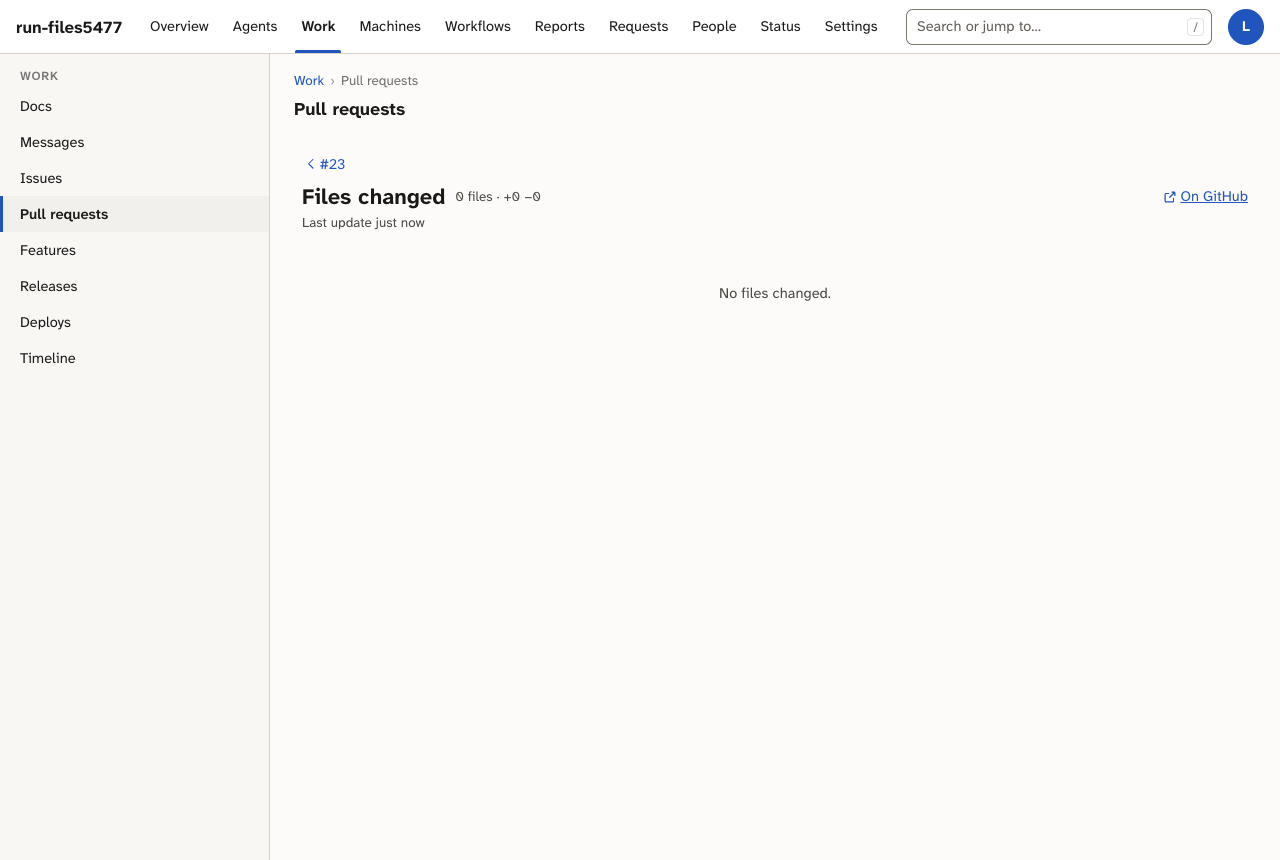 run-files5477 Overview Agents Work Machines Workflows Reports Requests People Status Settings Search or jump to… / L
WORK
Docs
Messages
Issues
Pull requests
Features
Releases
Deploys
Timeline
Work › Pull requests
Pull requests
#23
Files changed 0 files · +0 −0 On GitHub
Last update just now
No files changed.